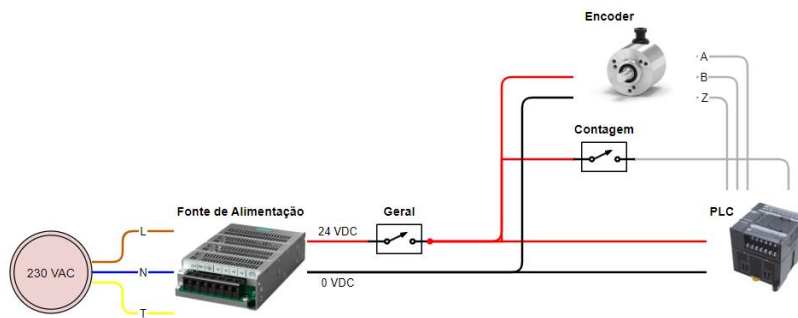 Encoder
A
B
Z
Contagem
Fonte de Alimentação
Geral
PLC
L
24 VDC
230 VAC
N
0 VDC
T